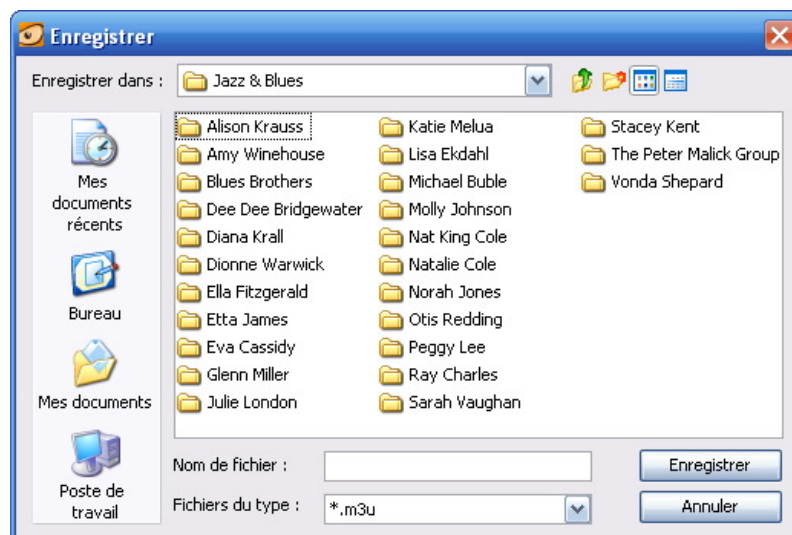 Enregistrer
Enregistrer dans :
Jazz & Blues
Mes
documents
récents
Bureau
Mes documents
Poste de
travail
Alison Krauss
Amy Winehouse
Blues Brothers
Dee Dee Bridgewater
Diana Krall
Dionne Warwick
Ella Fitzgerald
Etta James
Eva Cassidy
Glenn Miller
Julie London
Katie Melua
Lisa Ekdahl
Michael Buble
Molly Johnson
Nat King Cole
Natalie Cole
Norah Jones
Otis Redding
Peggy Lee
Ray Charles
Sarah Vaughan
Stacey Kent
The Peter Malick Group
Vonda Shepard
Nom de fichier :
Enregistrer
Fichiers du type :
*.m3u
Annuler